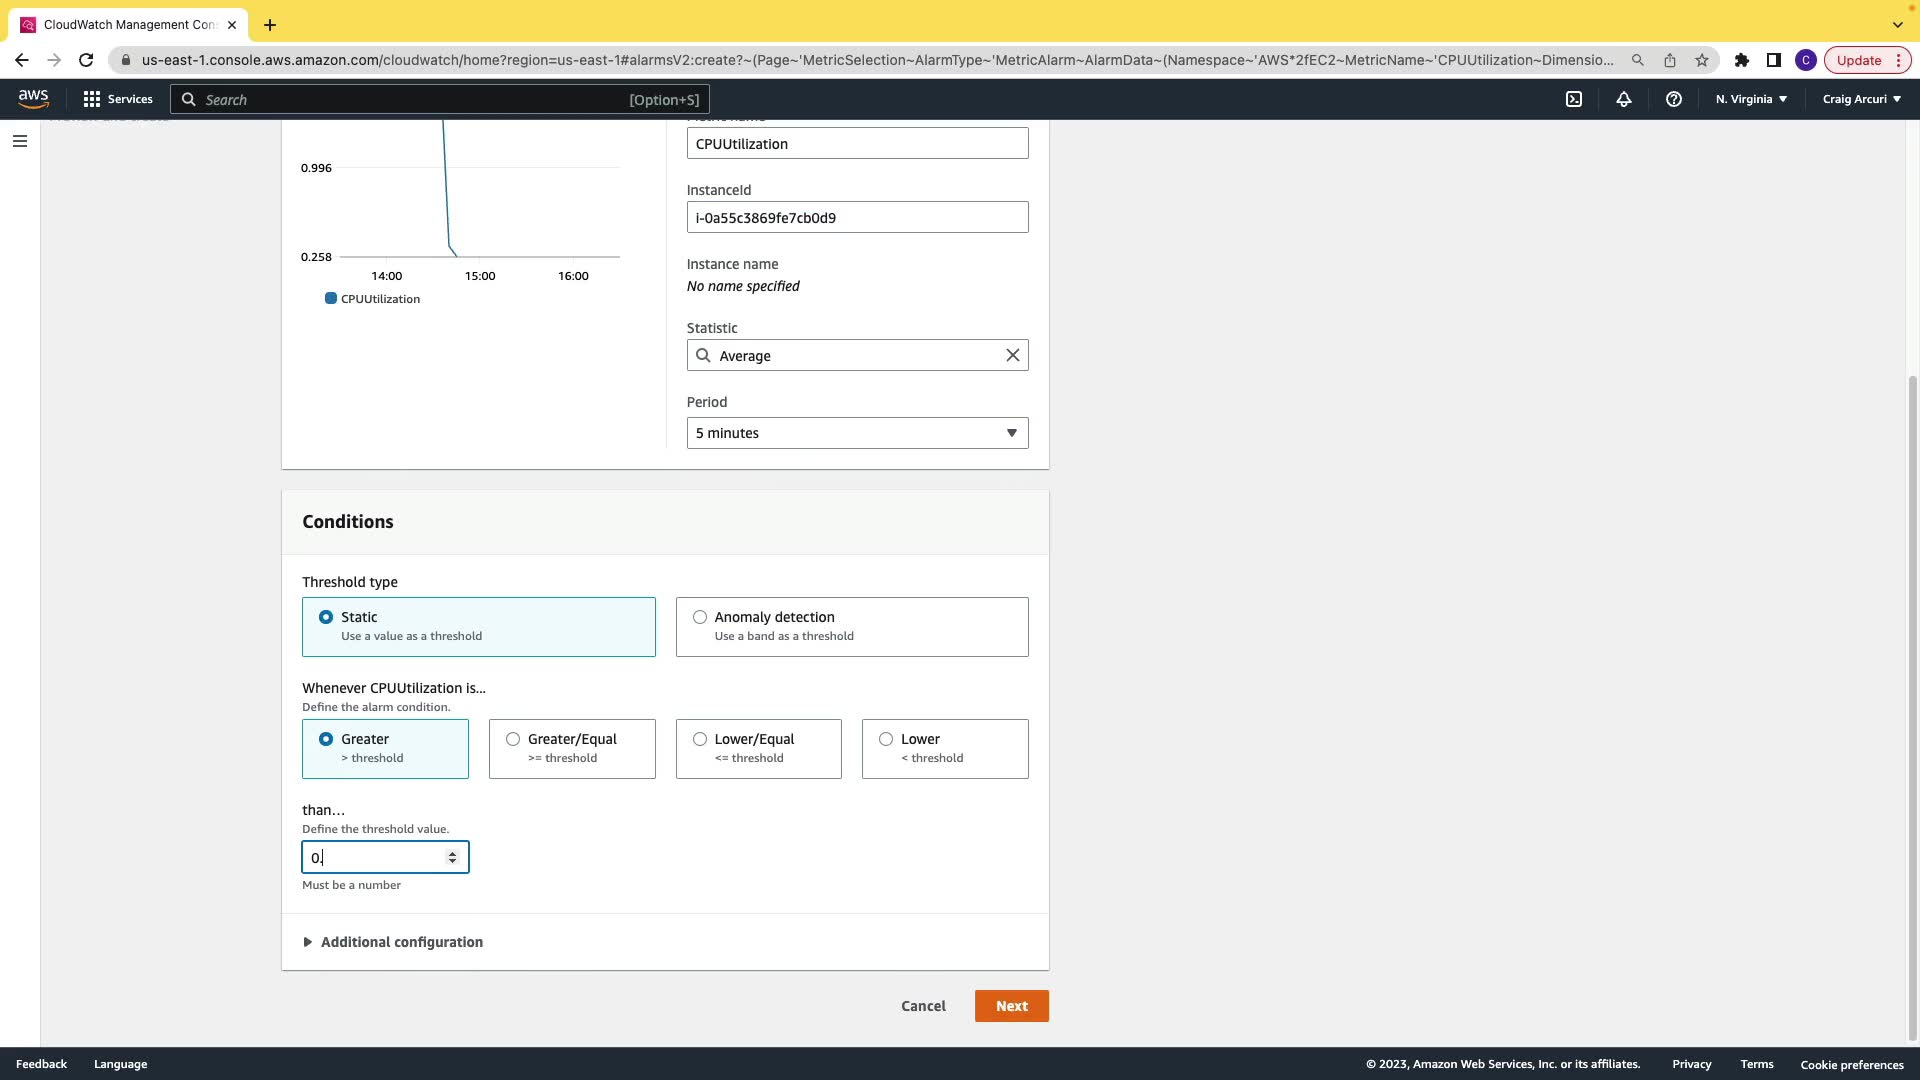 CloudWatch Management Con
us-east-1.console.aws.amazon.com/cloudwatch/home?region=us-east-1#alarmsV2:create?~(Page~'MetricSelection~AlarmType~'MetricAlarm~AlarmData~(Namespace~'AWS*2fEC2~MetricName~'CPUUtilization~Dimensio...
C
Update
aws
Services
Search
[Option+S]
N. Virginia
Craig Arcuri
CPUUtilization
0.996
InstanceId
i-0a55c3869fe7cb0d9
0.258
14:00 15:00 16:00
CPUUtilization
Instance name
No name specified
Statistic
Average
Period
5 minutes
Conditions
Threshold type
Static
Use a value as a threshold
Anomaly detection
Use a band as a threshold
Whenever CPUUtilization is...
Define the alarm condition.
Greater
> threshold
Greater/Equal
>= threshold
Lower/Equal
<= threshold
Lower
< threshold
than...
Define the threshold value.
0.
Must be a number
Additional configuration
Cancel
Next
Feedback
Language
© 2023, Amazon Web Services, Inc. or its affiliates.
Privacy
Terms
Cookie preferences